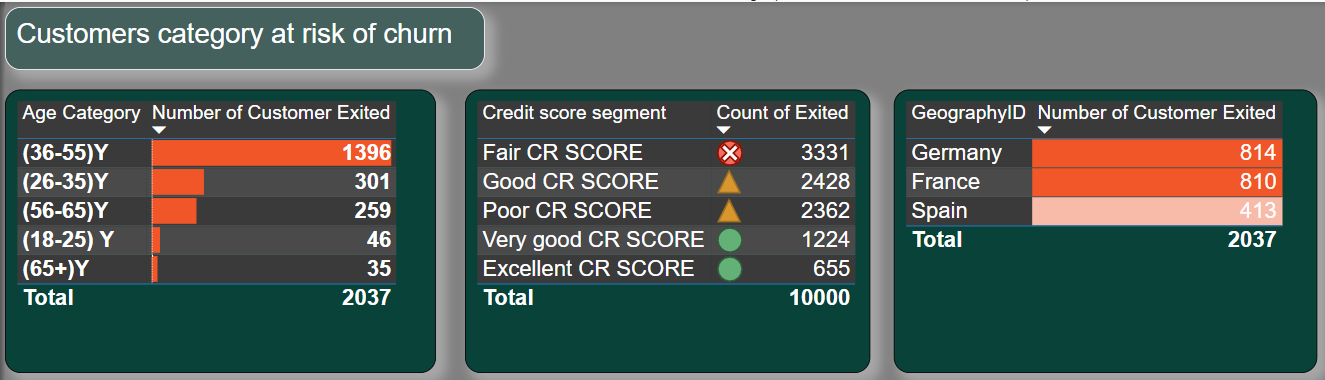 Customers category at risk of churn
Age Category Number of Customer Exited
(36-55)Y 1396
(26-35)Y 301
(56-65)Y 259
(18-25) Y 46
(65+)Y 35
Total 2037
Credit score segment Count of Exited
Fair CR SCORE 3331
Good CR SCORE 2428
Poor CR SCORE 2362
Very good CR SCORE 1224
Excellent CR SCORE 655
Total 10000
GeographyID Number of Customer Exited
Germany 814
France 810
Spain 413
Total 2037